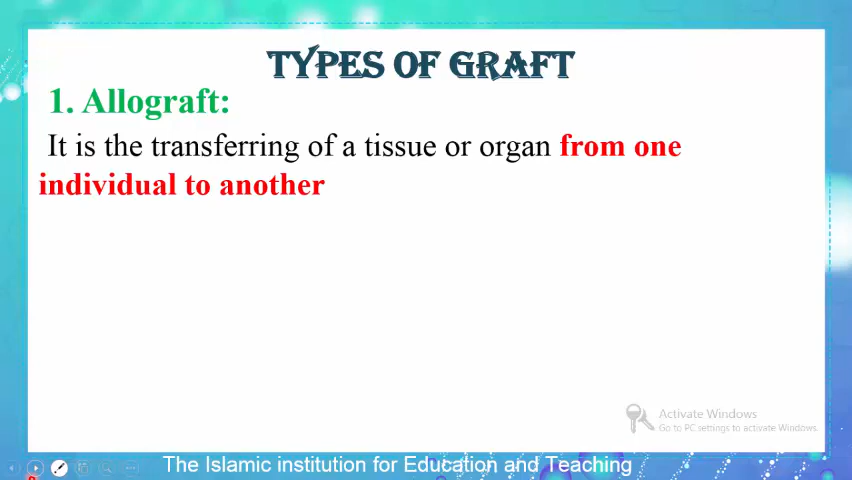 TYPES OF GRAFT
1. Allograft:
It is the transferring of a tissue or organ from one
individual to another
Activate Windows
Go to PC settings to activate Windows.
The Islamic institution for Education and Teaching